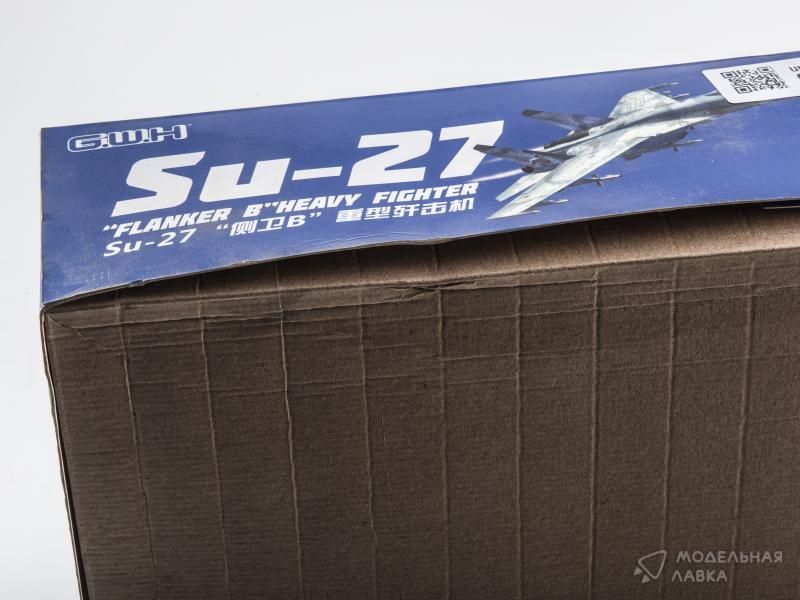 G.W.H
Su-27
"FLANKER B" HEAVY FIGHTER
Su-27 "侧卫B" 重型歼击机
МОДЕЛЬНАЯ
ЛАВКА